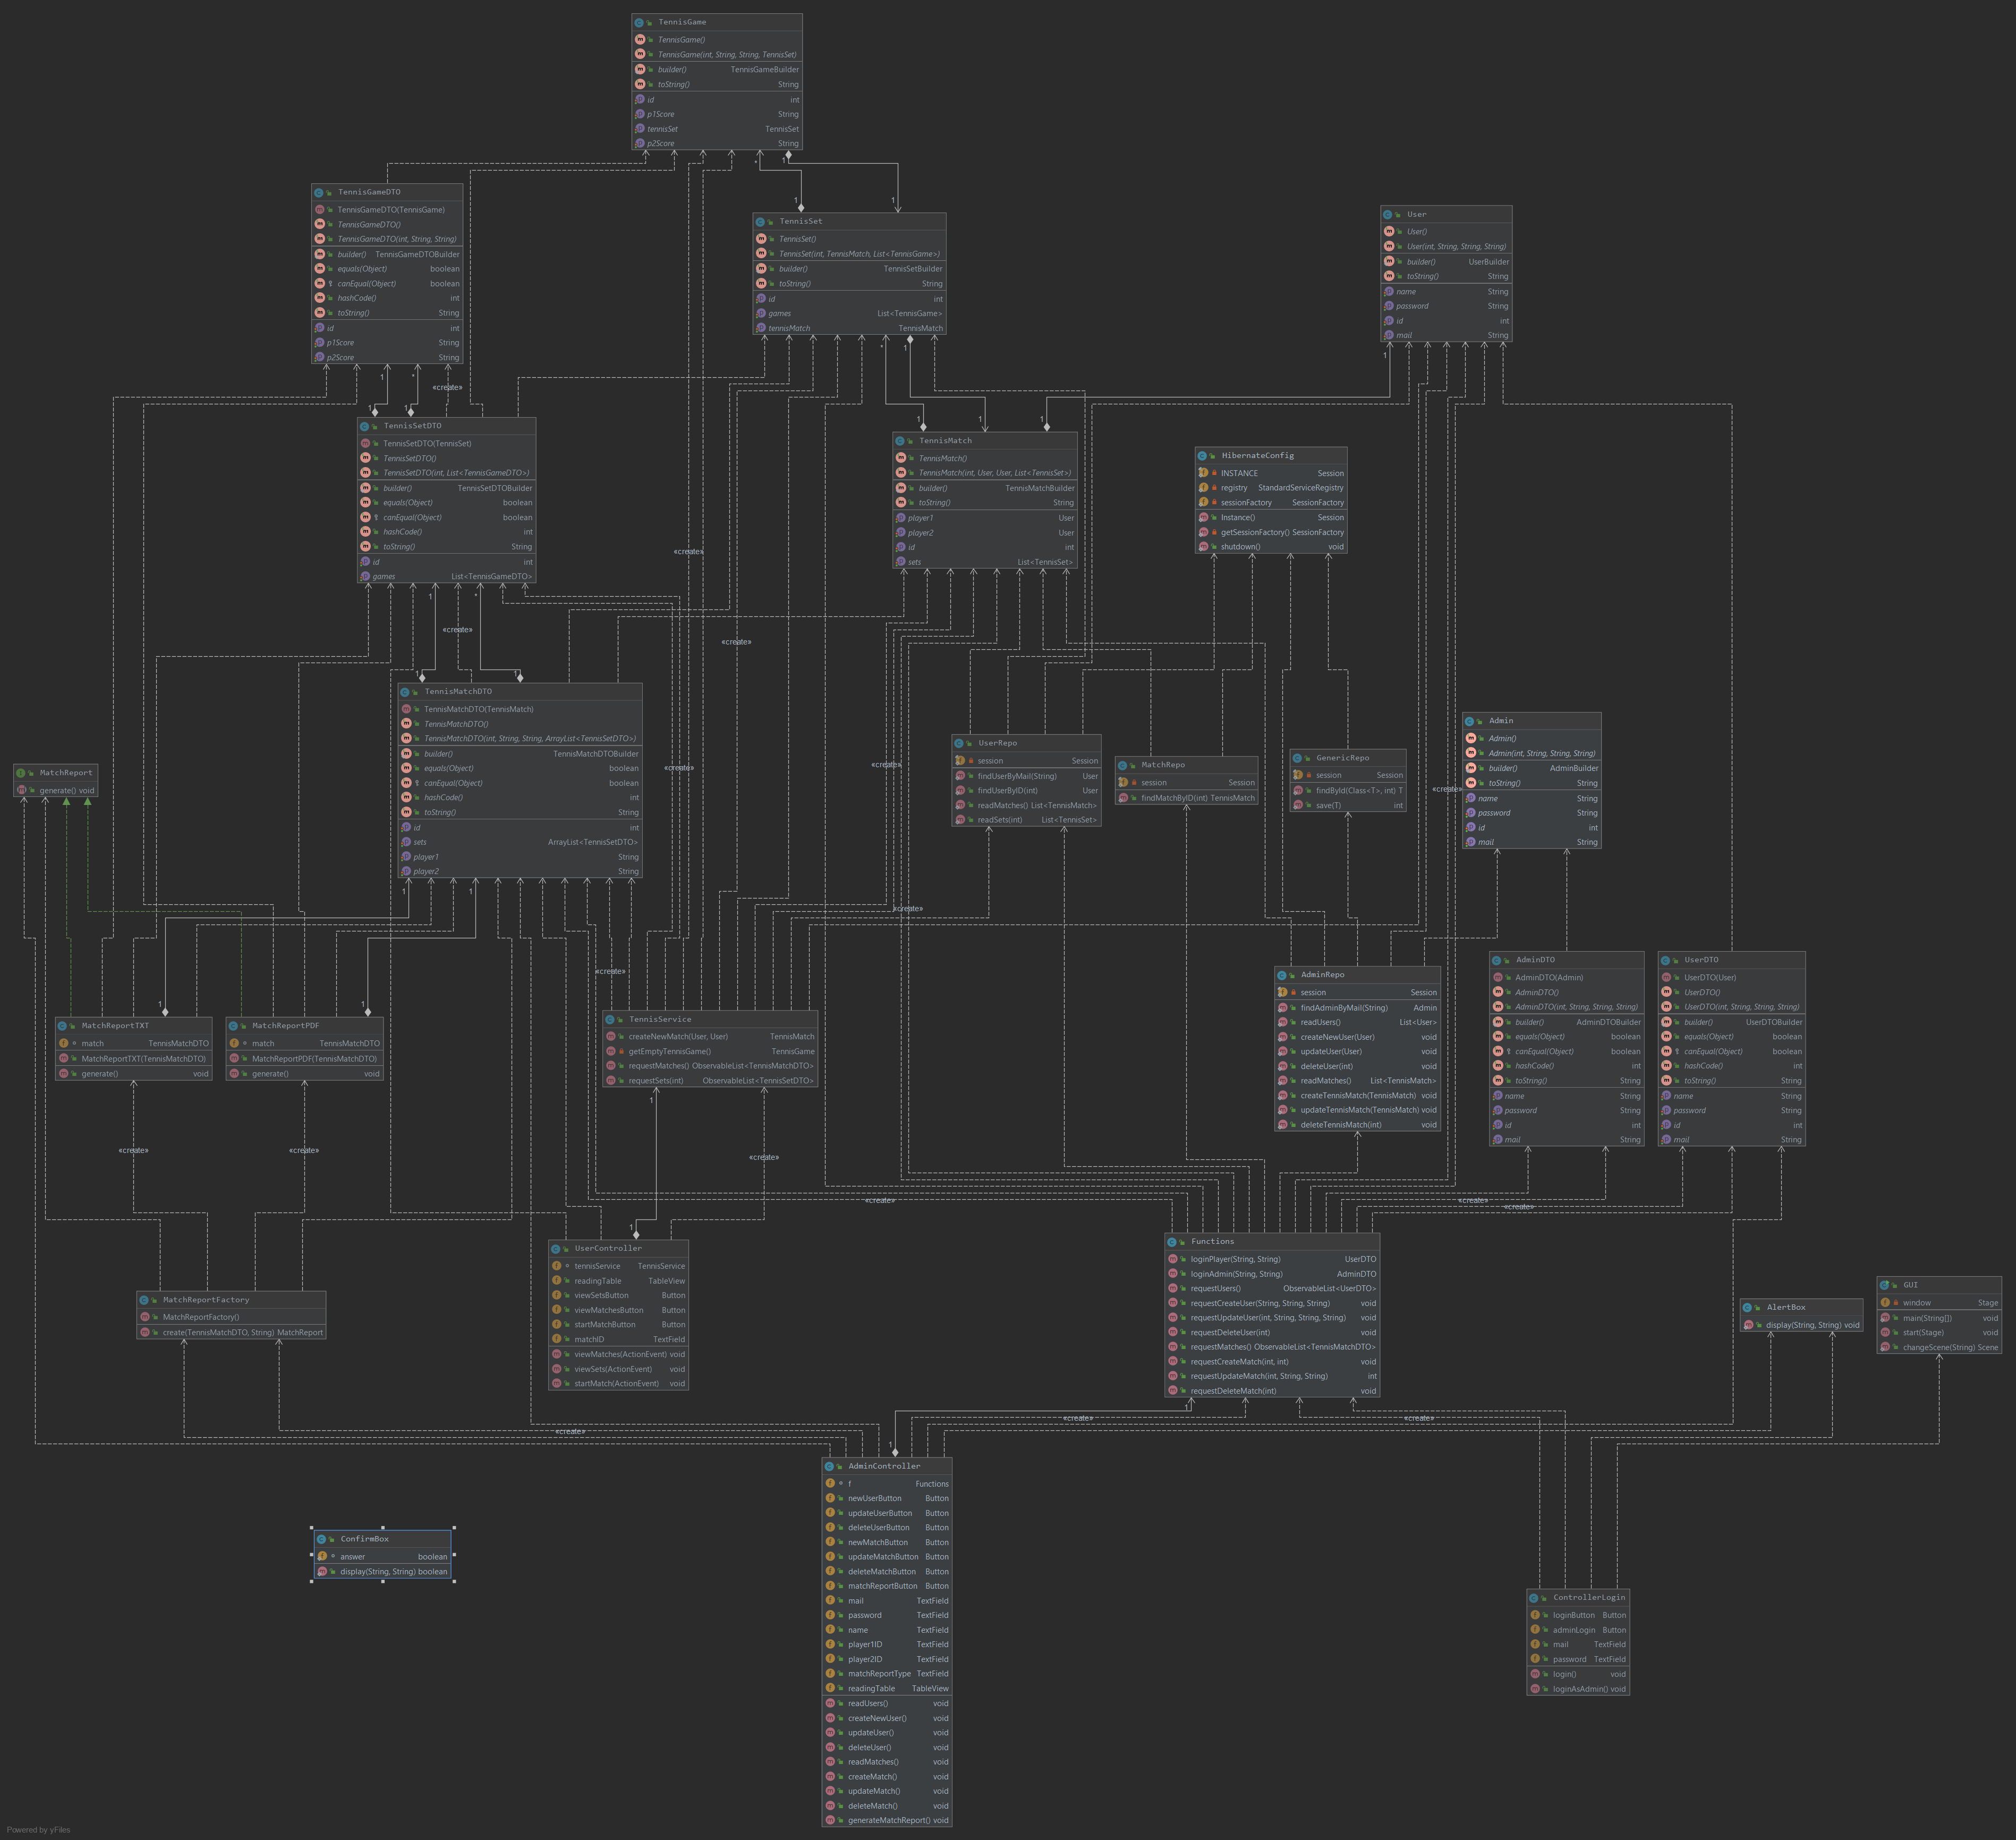 TennisGame
TennisGame()
TennisGame(int, String, String, TennisSet)
builder() TennisGameBuilder
toString() String
id int
p1Score String
tennisSet TennisSet
p2Score String
*
1
1
1
TennisGameDTO
TennisGameDTO(TennisGame)
TennisGameDTO()
TennisGameDTO(int, String, String)
builder() TennisGameDTOBuilder
equals(Object) boolean
canEqual(Object) boolean
hashCode() int
toString() String
id int
p1Score String
p2Score String
TennisSet
TennisSet()
TennisSet(int, TennisMatch, List<TennisGame>)
builder() TennisSetBuilder
toString() String
id int
games List<TennisGame>
tennisMatch TennisMatch
User
User()
User(int, String, String, String)
builder() UserBuilder
toString() String
name String
password String
id int
mail String
1
*
«create»
1
1
*
1
1
1
1
1
TennisSetDTO
TennisSetDTO(TennisSet)
TennisSetDTO()
TennisSetDTO(int, List<TennisGameDTO>)
builder() TennisSetDTOBuilder
equals(Object) boolean
canEqual(Object) boolean
hashCode() int
toString() String
id int
games List<TennisGameDTO>
TennisMatch
TennisMatch()
TennisMatch(int, User, User, List<TennisSet>)
builder() TennisMatchBuilder
toString() String
player1 User
player2 User
id int
sets List<TennisSet>
HibernateConfig
INSTANCE Session
registry StandardServiceRegistry
sessionFactory SessionFactory
Instance() Session
getSessionFactory() SessionFactory
shutdown() void
«create»
1
*
«create»
«create»
1
1
TennisMatchDTO
TennisMatchDTO(TennisMatch)
TennisMatchDTO()
TennisMatchDTO(int, String, String, ArrayList<TennisSetDTO>)
builder() TennisMatchDTOBuilder
equals(Object) boolean
canEqual(Object) boolean
hashCode() int
toString() String
id int
sets ArrayList<TennisSetDTO>
player1 String
player2 String
MatchReport
generate() void
UserRepo
session Session
findUserByMail(String) User
findUserByID(int) User
readMatches() List<TennisMatch>
readSets(int) List<TennisSet>
MatchRepo
session Session
findMatchByID(int) TennisMatch
GenericRepo
session Session
findById(Class<T>, int) T
save(T) int
Admin
Admin()
Admin(int, String, String, String)
builder() AdminBuilder
toString() String
name String
password String
id int
mail String
«create»
«create»
«create»
1
1
«create»
«create»
1
1
MatchReportTXT
match TennisMatchDTO
MatchReportTXT(TennisMatchDTO)
generate() void
MatchReportPDF
match TennisMatchDTO
MatchReportPDF(TennisMatchDTO)
generate() void
TennisService
createNewMatch(User, User) TennisMatch
getEmptyTennisGame() TennisGame
requestMatches() ObservableList<TennisMatchDTO>
requestSets(int) ObservableList<TennisSetDTO>
AdminRepo
session Session
findAdminByMail(String) Admin
readUsers() List<User>
createNewUser(User) void
updateUser(User) void
deleteUser(int) void
readMatches() List<TennisMatch>
createTennisMatch(TennisMatch) void
updateTennisMatch(TennisMatch) void
deleteTennisMatch(int) void
AdminDTO
AdminDTO(Admin)
AdminDTO()
AdminDTO(int, String, String, String)
builder() AdminDTOBuilder
equals(Object) boolean
canEqual(Object) boolean
hashCode() int
toString() String
name String
password String
id int
mail String
UserDTO
UserDTO(User)
UserDTO()
UserDTO(int, String, String, String)
builder() UserDTOBuilder
equals(Object) boolean
canEqual(Object) boolean
hashCode() int
toString() String
name String
password String
id int
mail String
1
«create»
«create»
«create»
«create»
«create»
«create»
1
UserController
tennisService TennisService
readingTable TableView
viewSetsButton Button
viewMatchesButton Button
startMatchButton Button
matchID TextField
viewMatches(ActionEvent) void
viewSets(ActionEvent) void
startMatch(ActionEvent) void
Functions
loginPlayer(String, String) UserDTO
loginAdmin(String, String) AdminDTO
requestUsers() ObservableList<UserDTO>
requestCreateUser(String, String, String) void
requestUpdateUser(int, String, String, String) void
requestDeleteUser(int) void
requestMatches() ObservableList<TennisMatchDTO>
requestCreateMatch(int, int) void
requestUpdateMatch(int, String, String) int
requestDeleteMatch(int) void
MatchReportFactory
MatchReportFactory()
create(TennisMatchDTO, String) MatchReport
AlertBox
display(String, String) void
GUI
window Stage
main(String[]) void
start(Stage) void
changeScene(String) Scene
1
«create»
«create»
«create»
1
AdminController
f Functions
newUserButton Button
updateUserButton Button
deleteUserButton Button
newMatchButton Button
updateMatchButton Button
deleteMatchButton Button
matchReportButton Button
mail TextField
password TextField
name TextField
player1ID TextField
player2ID TextField
matchReportType TextField
readingTable TableView
readUsers() void
createNewUser() void
updateUser() void
deleteUser() void
readMatches() void
createMatch() void
updateMatch() void
deleteMatch() void
generateMatchReport() void
ConfirmBox
answer boolean
display(String, String) boolean
ControllerLogin
loginButton Button
adminLogin Button
mail TextField
password TextField
login() void
loginAsAdmin() void
Powered by yFiles